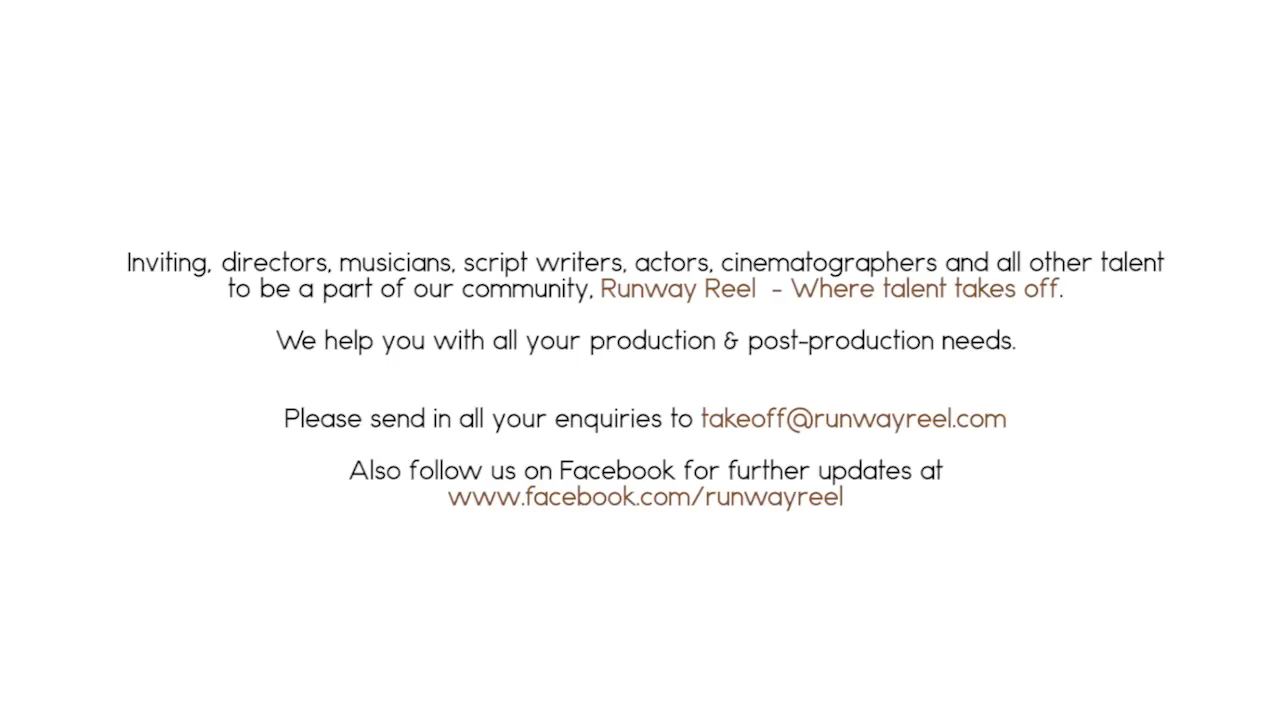 Inviting, directors, musicians, script writers, actors, cinematographers and all other talent
to be a part of our community, Runway Reel  - Where talent takes off.
We help you with all your production & post-production needs.
Please send in all your enquiries to takeoff@runwayreel.com
Also follow us on Facebook for further updates at
www.facebook.com/runwayreel